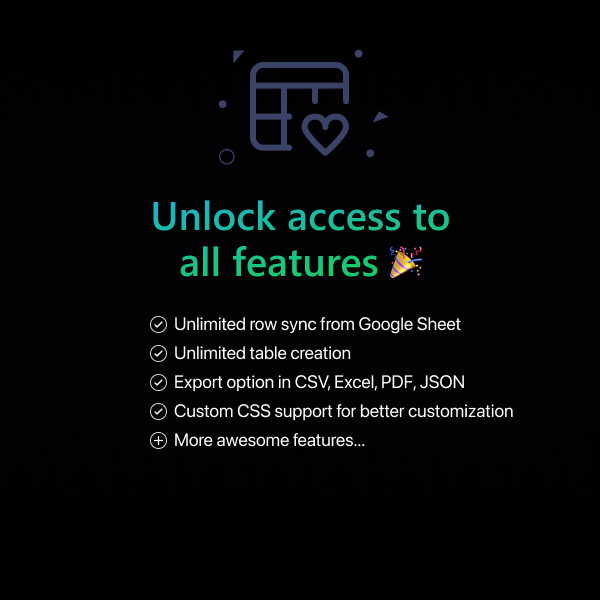 Unlock access to
all features 🎉
Unlimited row sync from Google Sheet
Unlimited table creation
Export option in CSV, Excel, PDF, JSON
Custom CSS support for better customization
More awesome features...